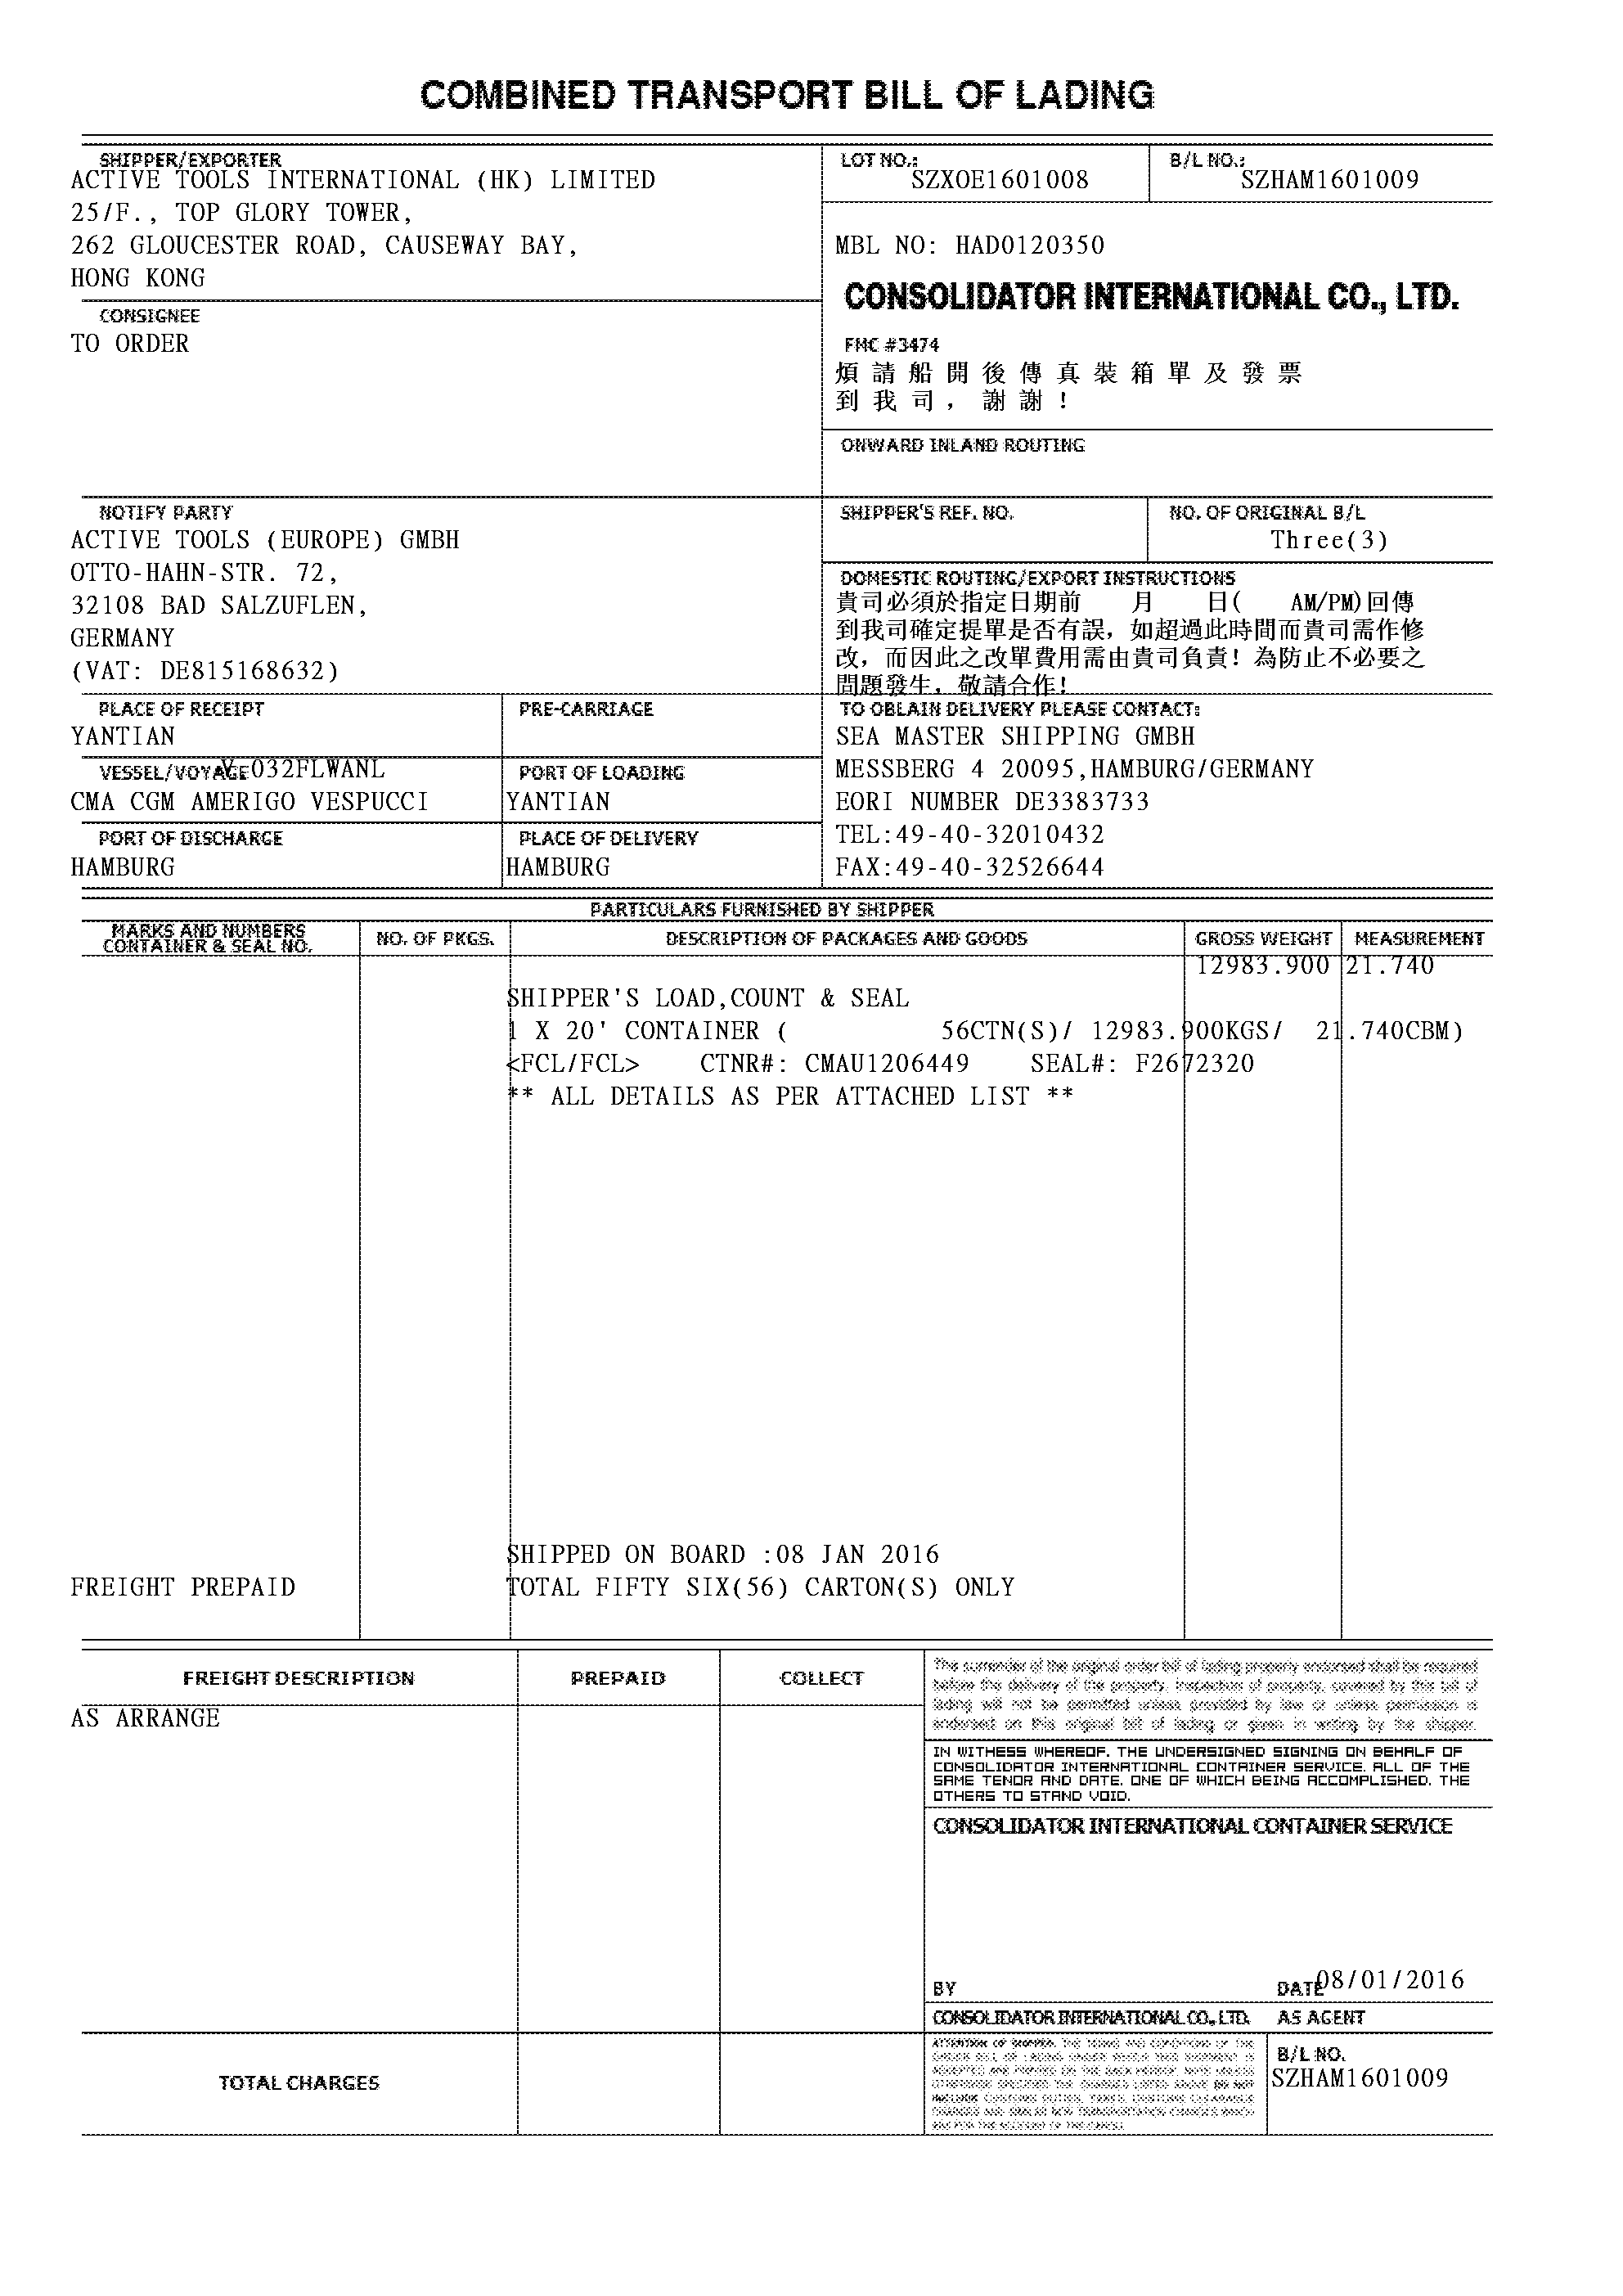 COMBINED TRANSPORT BILL OF LADING
SHIPPER/EXPORTER
ACTIVE TOOLS INTERNATIONAL (HK) LIMITED
25/F., TOP GLORY TOWER,
262 GLOUCESTER ROAD, CAUSEWAY BAY,
HONG KONG
LOT NO.:
SZXOE1601008
B/L NO.:
SZHAM1601009
MBL NO: HAD0120350
CONSOLIDATOR INTERNATIONAL CO., LTD.
FMC #3474
煩請船開後傳真裝箱單及發票
到我司，謝謝！
CONSIGNEE
TO ORDER
ONWARD INLAND ROUTING
NOTIFY PARTY
ACTIVE TOOLS (EUROPE) GMBH
OTTO-HAHN-STR. 72,
32108 BAD SALZUFLEN,
GERMANY
(VAT: DE815168632)
SHIPPER'S REF. NO.
NO. OF ORIGINAL B/L
Three(3)
DOMESTIC ROUTING/EXPORT INSTRUCTIONS
貴司必須於指定日期前 月 日( AM/PM)回傳
到我司確定提單是否有誤，如超過此時間而貴司需作修
改，而因此之改單費用需由貴司負責！為防止不必要之
問題發生，敬請合作！
PLACE OF RECEIPT
YANTIAN
PRE-CARRIAGE
VESSEL/VOYAGE
V.032FLWANL
CMA CGM AMERIGO VESPUCCI
PORT OF LOADING
YANTIAN
PORT OF DISCHARGE
HAMBURG
PLACE OF DELIVERY
HAMBURG
TO OBLAIN DELIVERY PLEASE CONTACT:
SEA MASTER SHIPPING GMBH
MESSBERG 4 20095,HAMBURG/GERMANY
EORI NUMBER DE3383733
TEL:49-40-32010432
FAX:49-40-32526644
PARTICULARS FURNISHED BY SHIPPER
MARKS AND NUMBERS
CONTAINER & SEAL NO.
NO. OF PKGS.
DESCRIPTION OF PACKAGES AND GOODS
GROSS WEIGHT
MEASUREMENT
12983.900 21.740
SHIPPER'S LOAD,COUNT & SEAL
1 X 20' CONTAINER ( 56CTN(S)/ 12983.900KGS/ 21.740CBM)
<FCL/FCL> CTNR#: CMAU1206449 SEAL#: F2672320
** ALL DETAILS AS PER ATTACHED LIST **
SHIPPED ON BOARD :08 JAN 2016
FREIGHT PREPAID
TOTAL FIFTY SIX(56) CARTON(S) ONLY
FREIGHT DESCRIPTION
PREPAID
COLLECT
AS ARRANGE
The surrender of the original order bill of lading properly endorsed shall be required
before the delivery of the property. Inspection of property, covered by this bill of
lading will not be permitted unless provided by law or unless permission is
endorsed on this original bill of lading or given in writing by the shipper.
IN WITHESS WHEREOF, THE UNDERSIGNED SIGNING ON BEHALF OF
CONSOLIDATOR INTERNATIONAL CONTAINER SERVICE, ALL OF THE
SAME TENOR AND DATE, ONE OF WHICH BEING ACCOMPLISHED, THE
OTHERS TO STAND VOID.
CONSOLIDATOR INTERNATIONAL CONTAINER SERVICE
BY
DATE
08/01/2016
CONSOLIDATOR INTERNATIONAL CO., LTD.
AS AGENT
TOTAL CHARGES
B/L NO.
SZHAM1601009